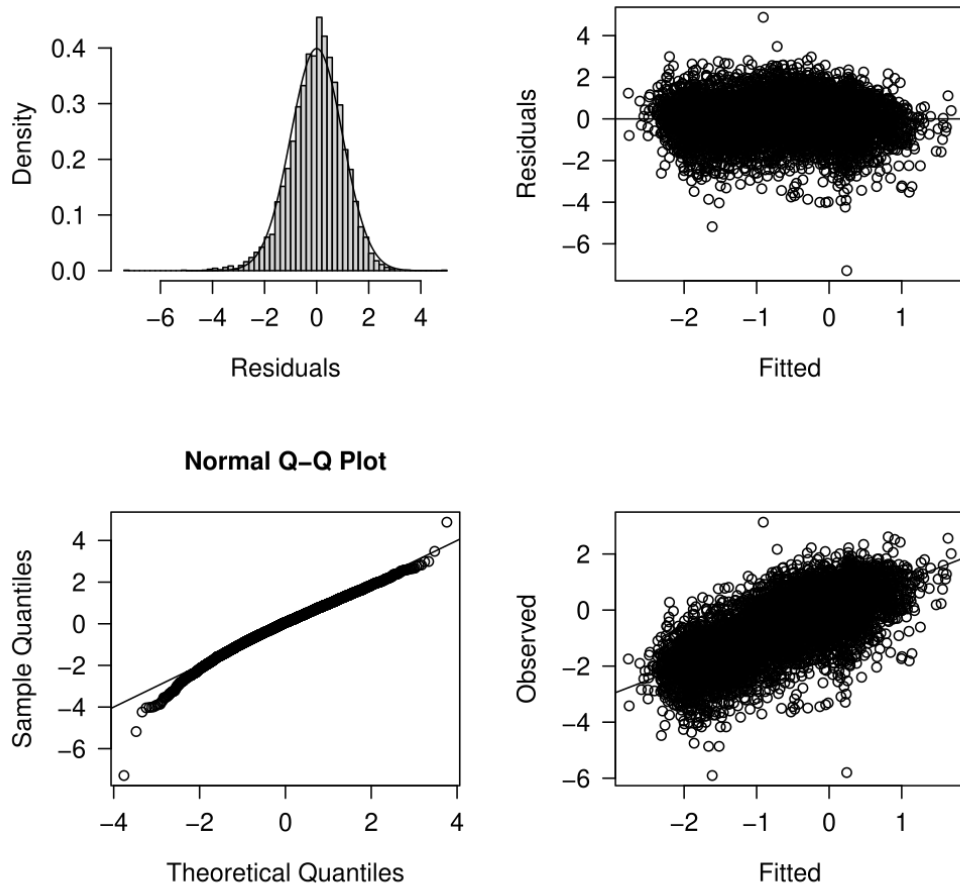 0.4
0.3
0.2
0.1
0.0
Density
−6 −4 −2 0 2 4
Residuals
4
2
0
−2
−4
−6
Residuals
−2 −1 0 1
Fitted
Normal Q−Q Plot
4
2
0
−2
−4
−6
Sample Quantiles
−4 −2 0 2 4
Theoretical Quantiles
2
0
−2
−4
−6
Observed
−2 −1 0 1
Fitted